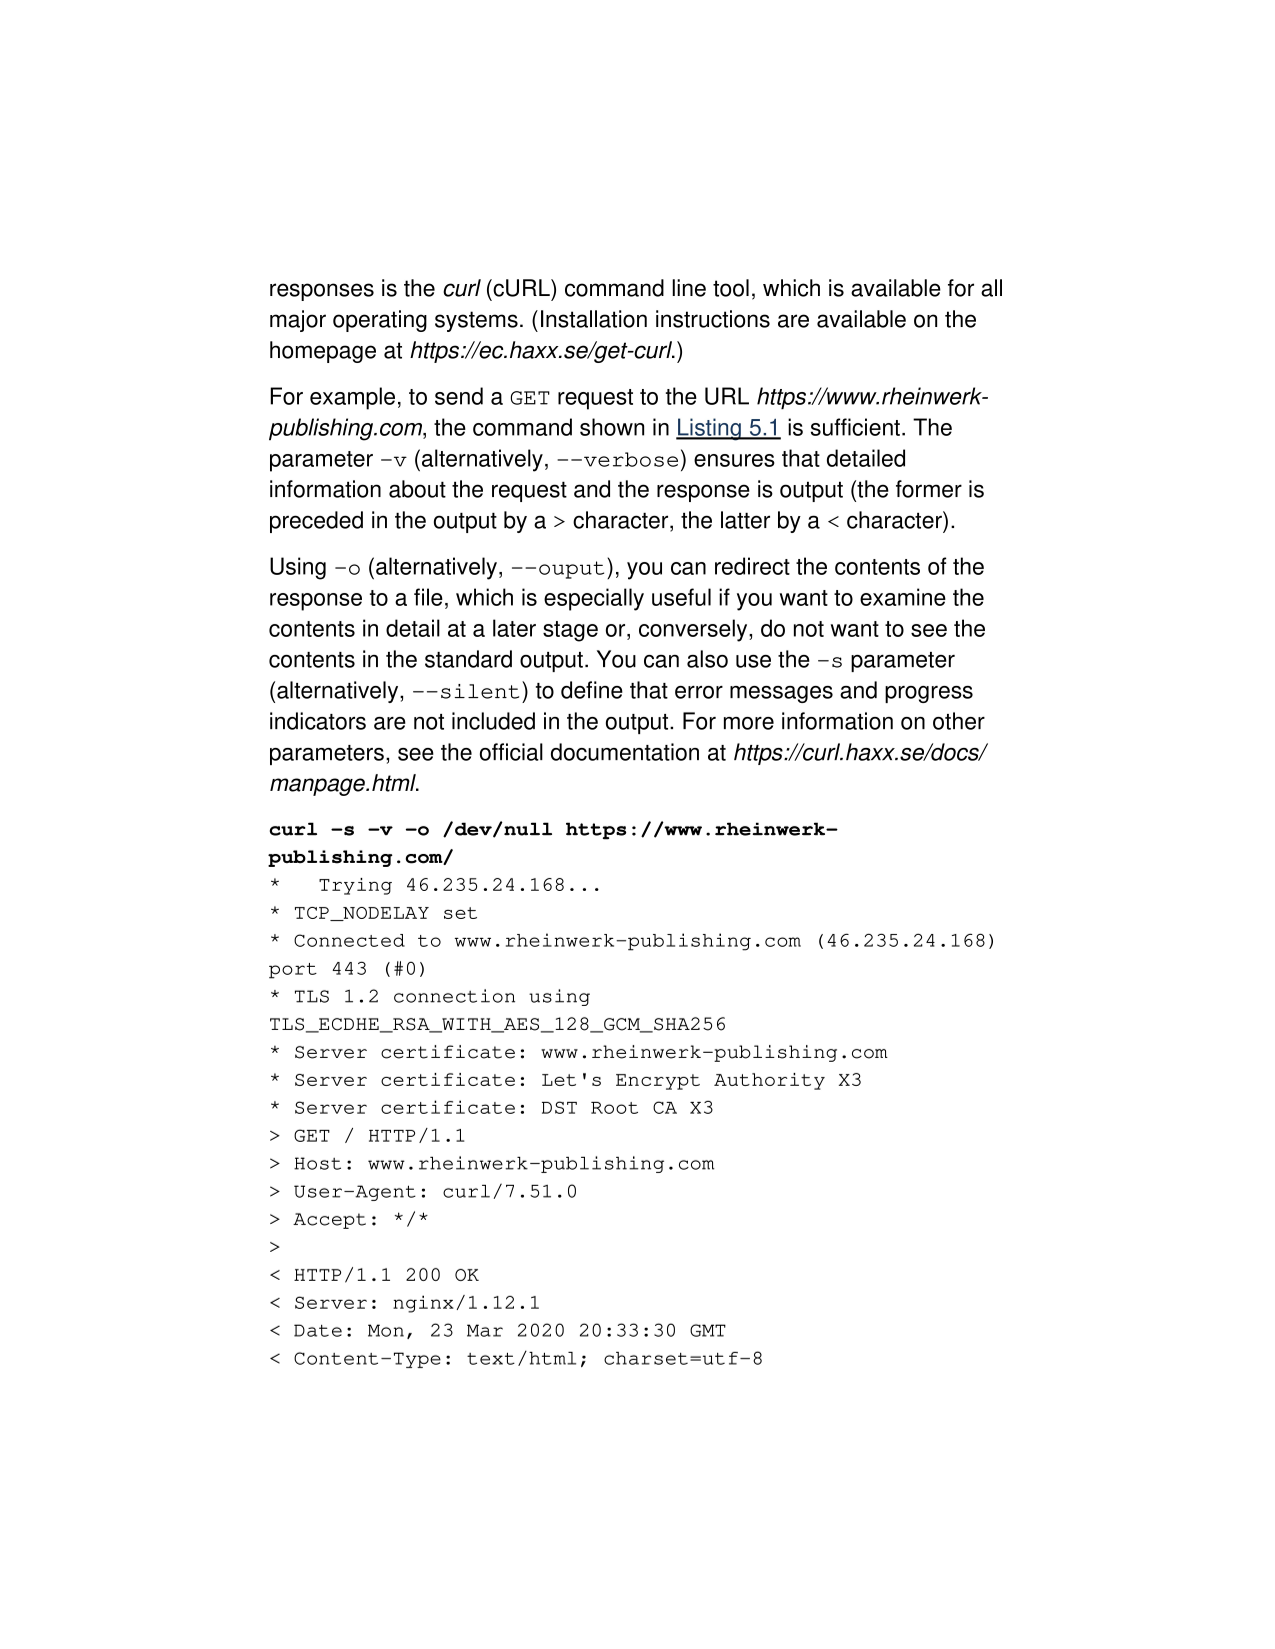 responses is the curl (cURL) command line tool, which is available for all
major operating systems. (Installation instructions are available on the
homepage at https://ec.haxx.se/get-curl.)
For example, to send a GET request to the URL https://www.rheinwerk-
publishing.com, the command shown in Listing 5.1 is sufficient. The
parameter -v (alternatively, --verbose) ensures that detailed
information about the request and the response is output (the former is
preceded in the output by a > character, the latter by a < character).
Using -o (alternatively, --ouput), you can redirect the contents of the
response to a file, which is especially useful if you want to examine the
contents in detail at a later stage or, conversely, do not want to see the
contents in the standard output. You can also use the -s parameter
(alternatively, --silent) to define that error messages and progress
indicators are not included in the output. For more information on other
parameters, see the official documentation at https://curl.haxx.se/docs/
manpage.html.
curl -s -v -o /dev/null https://www.rheinwerk-
publishing.com/
*   Trying 46.235.24.168...
* TCP_NODELAY set
* Connected to www.rheinwerk-publishing.com (46.235.24.168)
port 443 (#0)
* TLS 1.2 connection using
TLS_ECDHE_RSA_WITH_AES_128_GCM_SHA256
* Server certificate: www.rheinwerk-publishing.com
* Server certificate: Let's Encrypt Authority X3
* Server certificate: DST Root CA X3
> GET / HTTP/1.1
> Host: www.rheinwerk-publishing.com
> User-Agent: curl/7.51.0
> Accept: */*
>
< HTTP/1.1 200 OK
< Server: nginx/1.12.1
< Date: Mon, 23 Mar 2020 20:33:30 GMT
< Content-Type: text/html; charset=utf-8